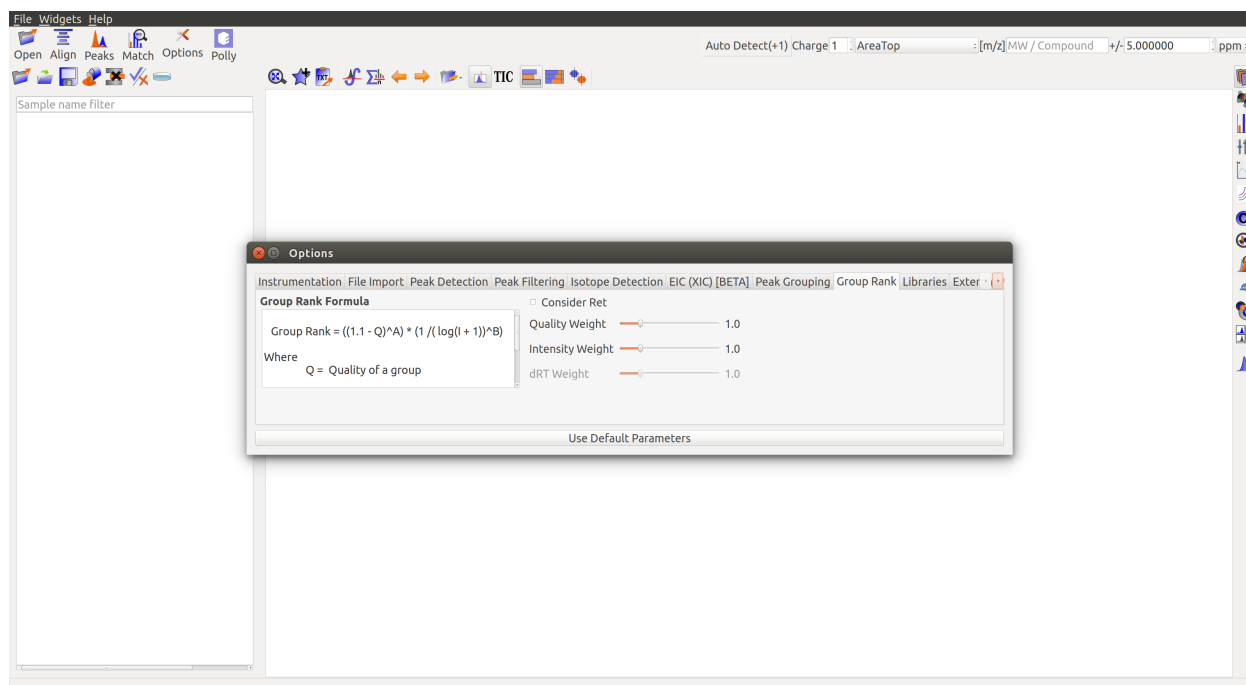 File Widgets Help
Open Align Peaks Match Options Polly
Auto Detect(+1) Charge 1 AreaTop [m/z] MW / Compound +/- 5.000000 ppm
TIC
Sample name filter
Options
Instrumentation File Import Peak Detection Peak Filtering Isotope Detection EIC (XIC) [BETA] Peak Grouping Group Rank Libraries Exter
Group Rank Formula
Consider Ret
Group Rank = ((1.1 - Q)^A) * (1 /( log(I + 1))^B)
Quality Weight 1.0
Intensity Weight 1.0
Where
Q = Quality of a group
dRT Weight 1.0
Use Default Parameters